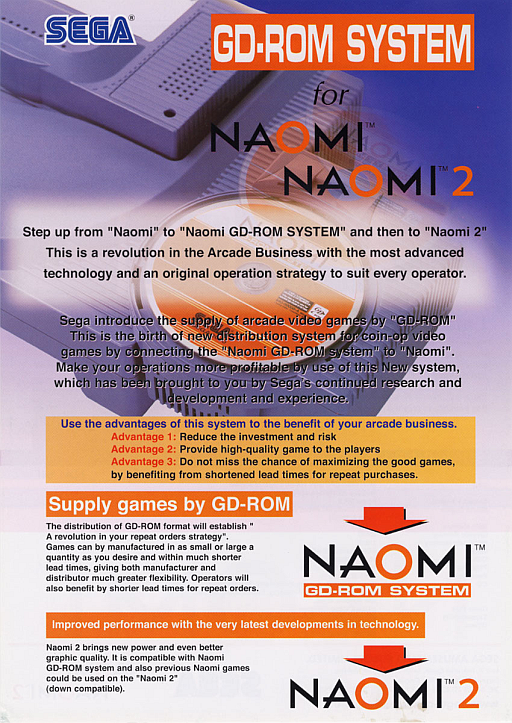 SEGA®
GD-ROM SYSTEM
for
NAOMI™
NAOMI™ 2
Step up from "Naomi" to "Naomi GD-ROM SYSTEM" and then to "Naomi 2"
This is a revolution in the Arcade Business with the most advanced
technology and an original operation strategy to suit every operator.
Sega introduce the supply of arcade video games by "GD-ROM"
This is the birth of new distribution system for coin-op video
games by connecting the "Naomi GD-ROM system" to "Naomi".
Make your operations more profitable by use of this New system,
which has been brought to you by Sega's continued research and
development and experience.
Use the advantages of this system to the benefit of your arcade business.
Advantage 1: Reduce the investment and risk
Advantage 2: Provide high-quality game to the players
Advantage 3: Do not miss the chance of maximizing the good games,
by benefiting from shortened lead times for repeat purchases.
Supply games by GD-ROM
The distribution of GD-ROM format will establish "
A revolution in your repeat orders strategy".
Games can by manufactured in as small or large a
quantity as you desire and within much shorter
lead times, giving both manufacturer and
distributor much greater flexibility. Operators will
also benefit by shorter lead times for repeat orders.
NAOMI™
GD-ROM SYSTEM
Improved performance with the very latest developments in technology.
Naomi 2 brings new power and even better
graphic quality. It is compatible with Naomi
GD-ROM system and also previous Naomi games
could be used on the "Naomi 2"
(down compatible).
NAOMI™ 2